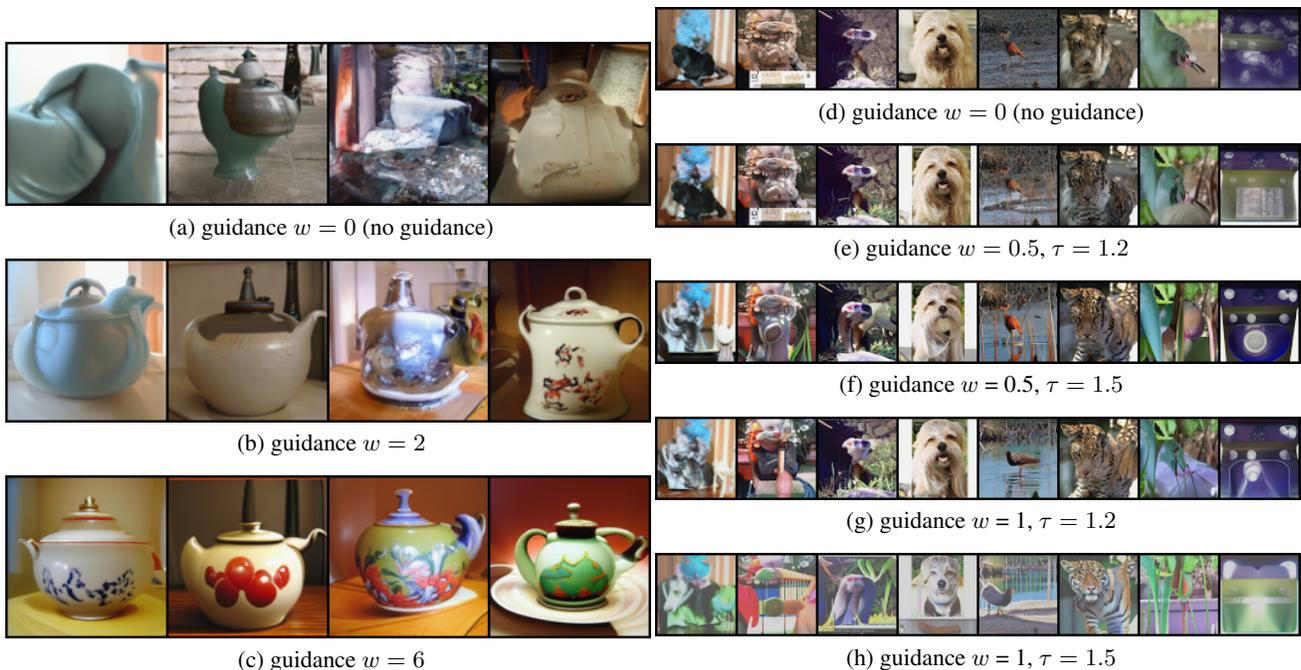 (a) guidance w = 0 (no guidance)
(b) guidance w = 2
(c) guidance w = 6
(d) guidance w = 0 (no guidance)
(e) guidance w = 0.5, τ = 1.2
(f) guidance w = 0.5, τ = 1.5
(g) guidance w = 1, τ = 1.2
(h) guidance w = 1, τ = 1.5